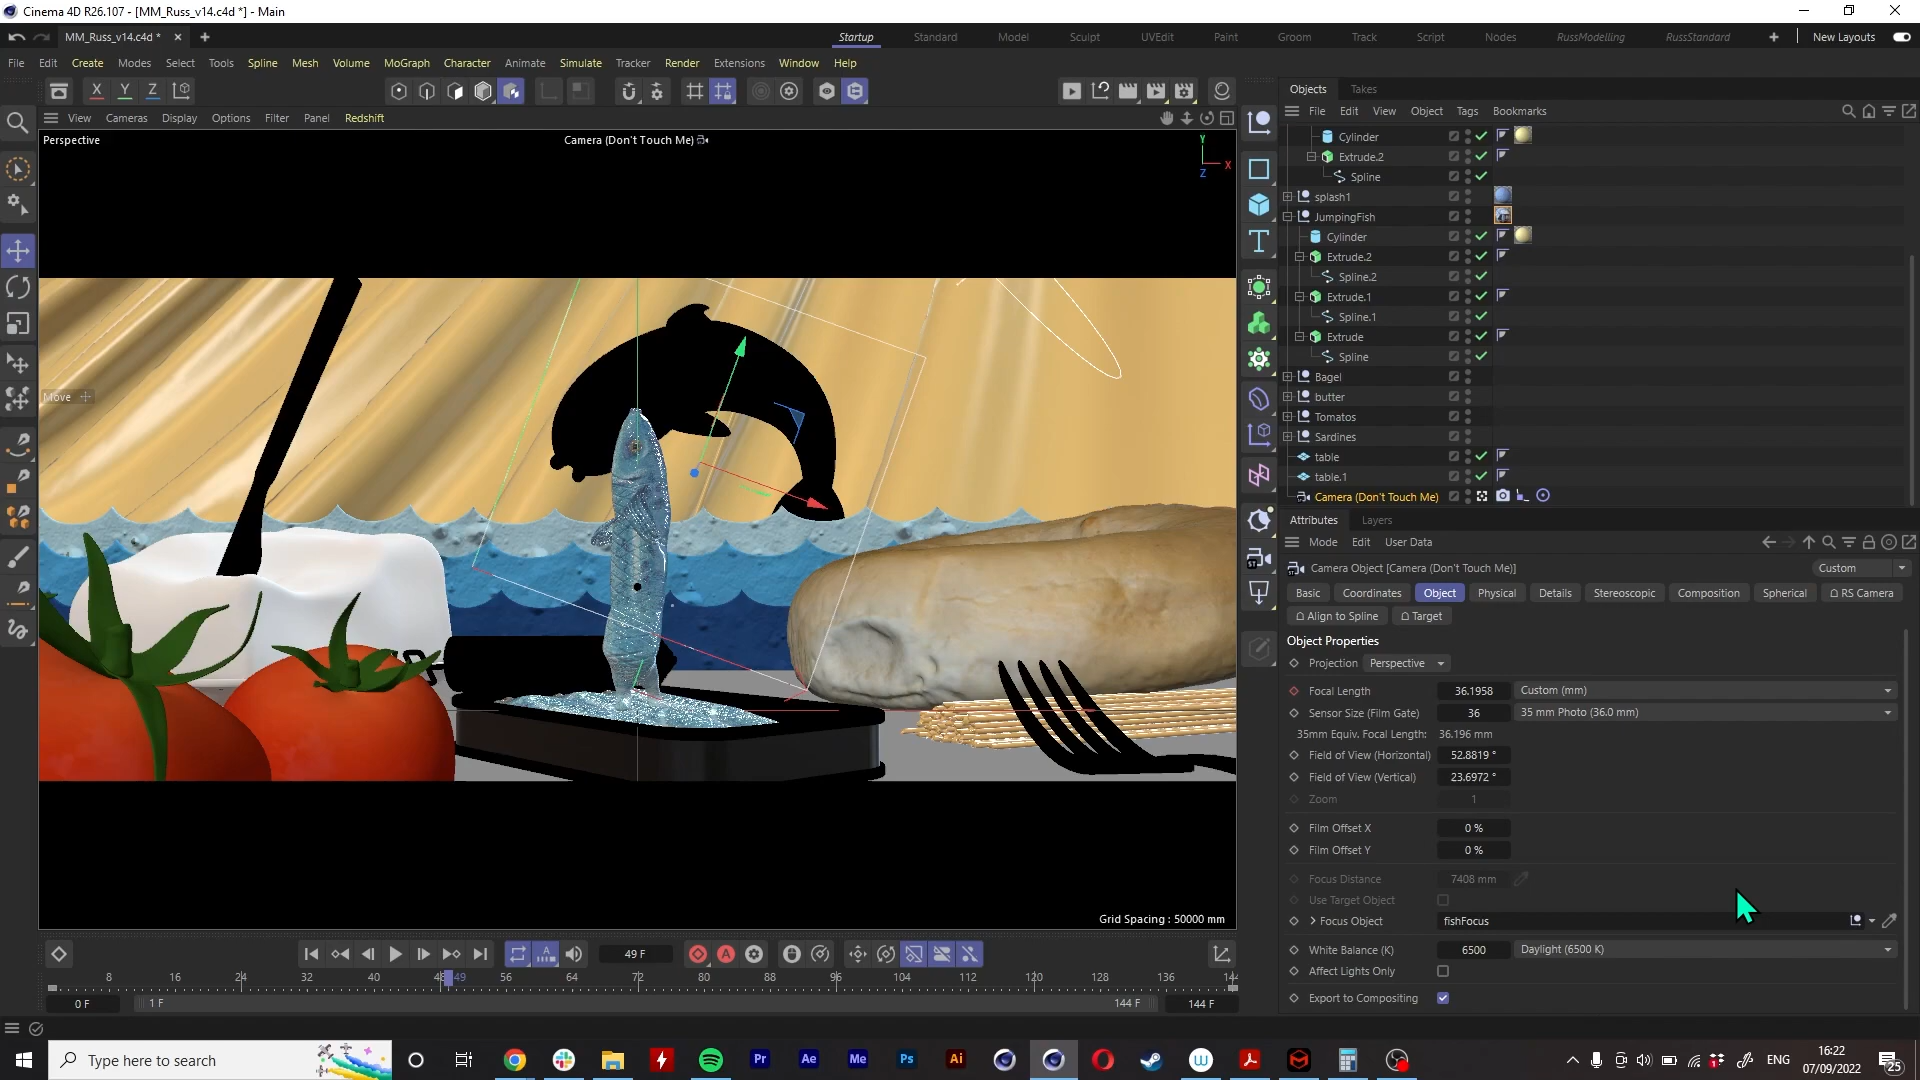 Cinema 4D R26.107 - [MM_Russ_v14.c4d *] - Main
MM_Russ_v14.c4d *
Startup Standard Model Sculpt UVEdit Paint Groom Track Script Nodes RussModelling RussStandard New Layouts
File Edit Create Modes Select Tools Spline Mesh Volume MoGraph Character Animate Simulate Tracker Render Extensions Window Help
X Y Z
View Cameras Display Options Filter Panel Redshift
Perspective
Camera (Don't Touch Me)
Y
X
Z
Move
Grid Spacing : 50000 mm
49 F
8 16 24 32 40 48 49 56 64 72 80 88 96 104 112 120 128 136 144
0 F
1 F
144 F
144 F
Objects Takes
File Edit View Object Tags Bookmarks
Cylinder
Extrude.2
Spline
splash1
JumpingFish
Cylinder
Extrude.2
Spline.2
Extrude.1
Spline.1
Extrude
Spline
Bagel
butter
Tomatos
Sardines
table
table.1
Camera (Don't Touch Me)
Attributes Layers
Mode Edit User Data
Camera Object [Camera (Don't Touch Me)]
Custom
Basic Coordinates Object Physical Details Stereoscopic Composition Spherical RS Camera
Align to Spline Target
Object Properties
Projection Perspective
Focal Length 36.1958 Custom (mm)
Sensor Size (Film Gate) 36 35 mm Photo (36.0 mm)
35mm Equiv. Focal Length: 36.196 mm
Field of View (Horizontal) 52.8819 °
Field of View (Vertical) 23.6972 °
Zoom 1
Film Offset X 0 %
Film Offset Y 0 %
Focus Distance 7408 mm
Use Target Object
Focus Object fishFocus
White Balance (K) 6500 Daylight (6500 K)
Affect Lights Only
Export to Compositing
Type here to search
Pr Ae Me Ps Ai
ENG
16:22
07/09/2022
25